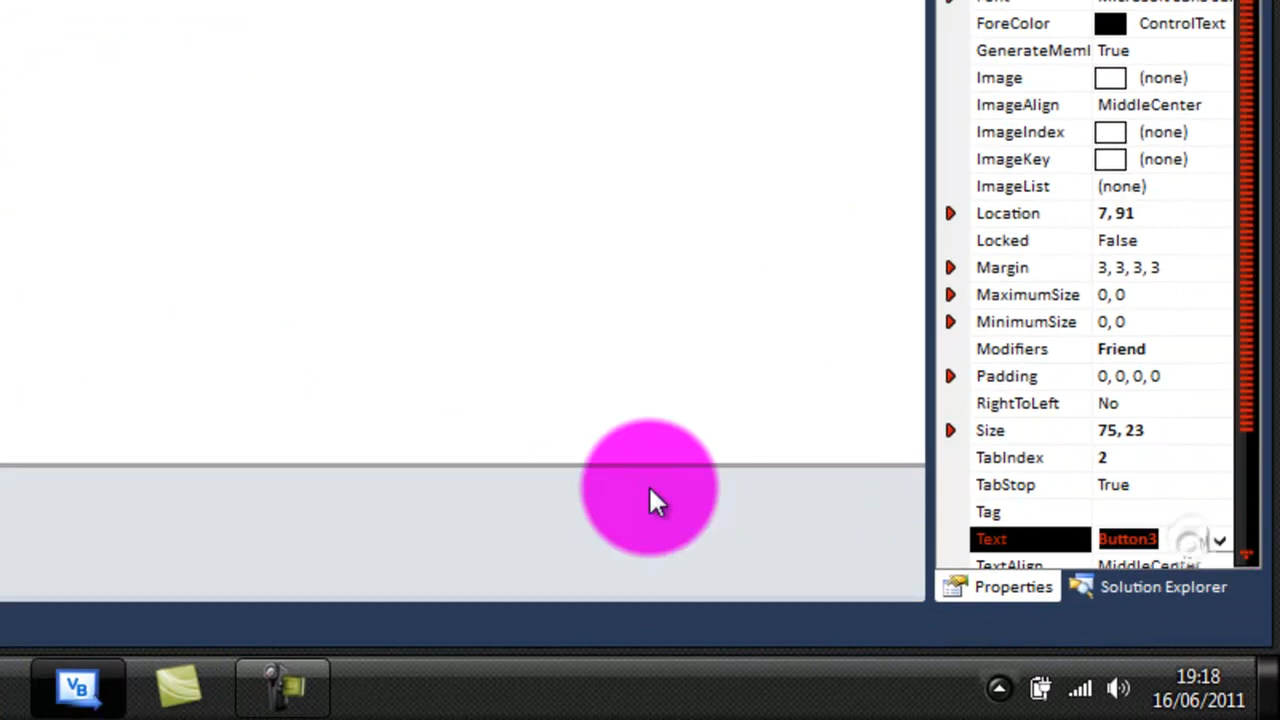 ForeColor ControlText
GenerateMeml True
Image (none)
ImageAlign MiddleCenter
ImageIndex (none)
ImageKey (none)
ImageList (none)
Location 7, 91
Locked False
Margin 3, 3, 3, 3
MaximumSize 0, 0
MinimumSize 0, 0
Modifiers Friend
Padding 0, 0, 0, 0
RightToLeft No
Size 75, 23
TabIndex 2
TabStop True
Tag
Text Button3
TextAlign MiddleCenter
Properties Solution Explorer
VB
19:18
16/06/2011